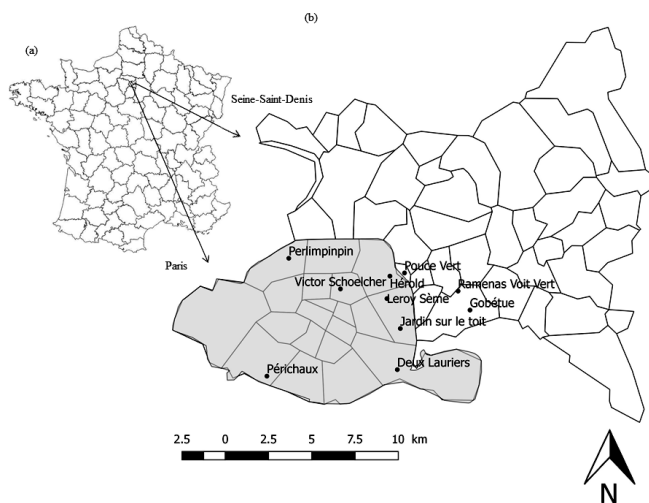 (b)
(a)
Seine-Saint-Denis
Paris
Perlimpinpin
Pouce Vert
Victor Schoelcher
Hérold
Ramenas Voit Vert
Leroy Sème
Gobétue
Jardin sur le toit
Deux Lauriers
Périchaux
2.5 0 2.5 5 7.5 10 km
N